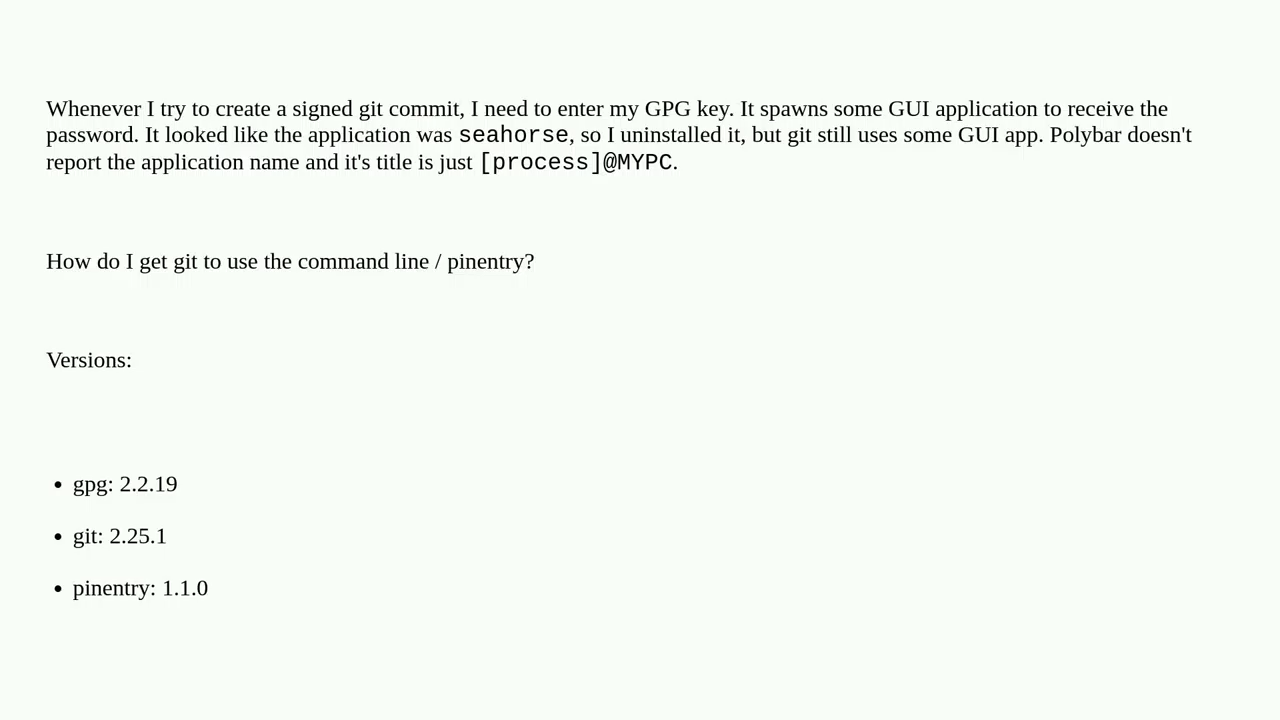 Whenever I try to create a signed git commit, I need to enter my GPG key. It spawns some GUI application to receive the
password. It looked like the application was seahorse, so I uninstalled it, but git still uses some GUI app. Polybar doesn't
report the application name and it's title is just [process]@MYPC.
How do I get git to use the command line / pinentry?
Versions:
• gpg: 2.2.19
• git: 2.25.1
• pinentry: 1.1.0